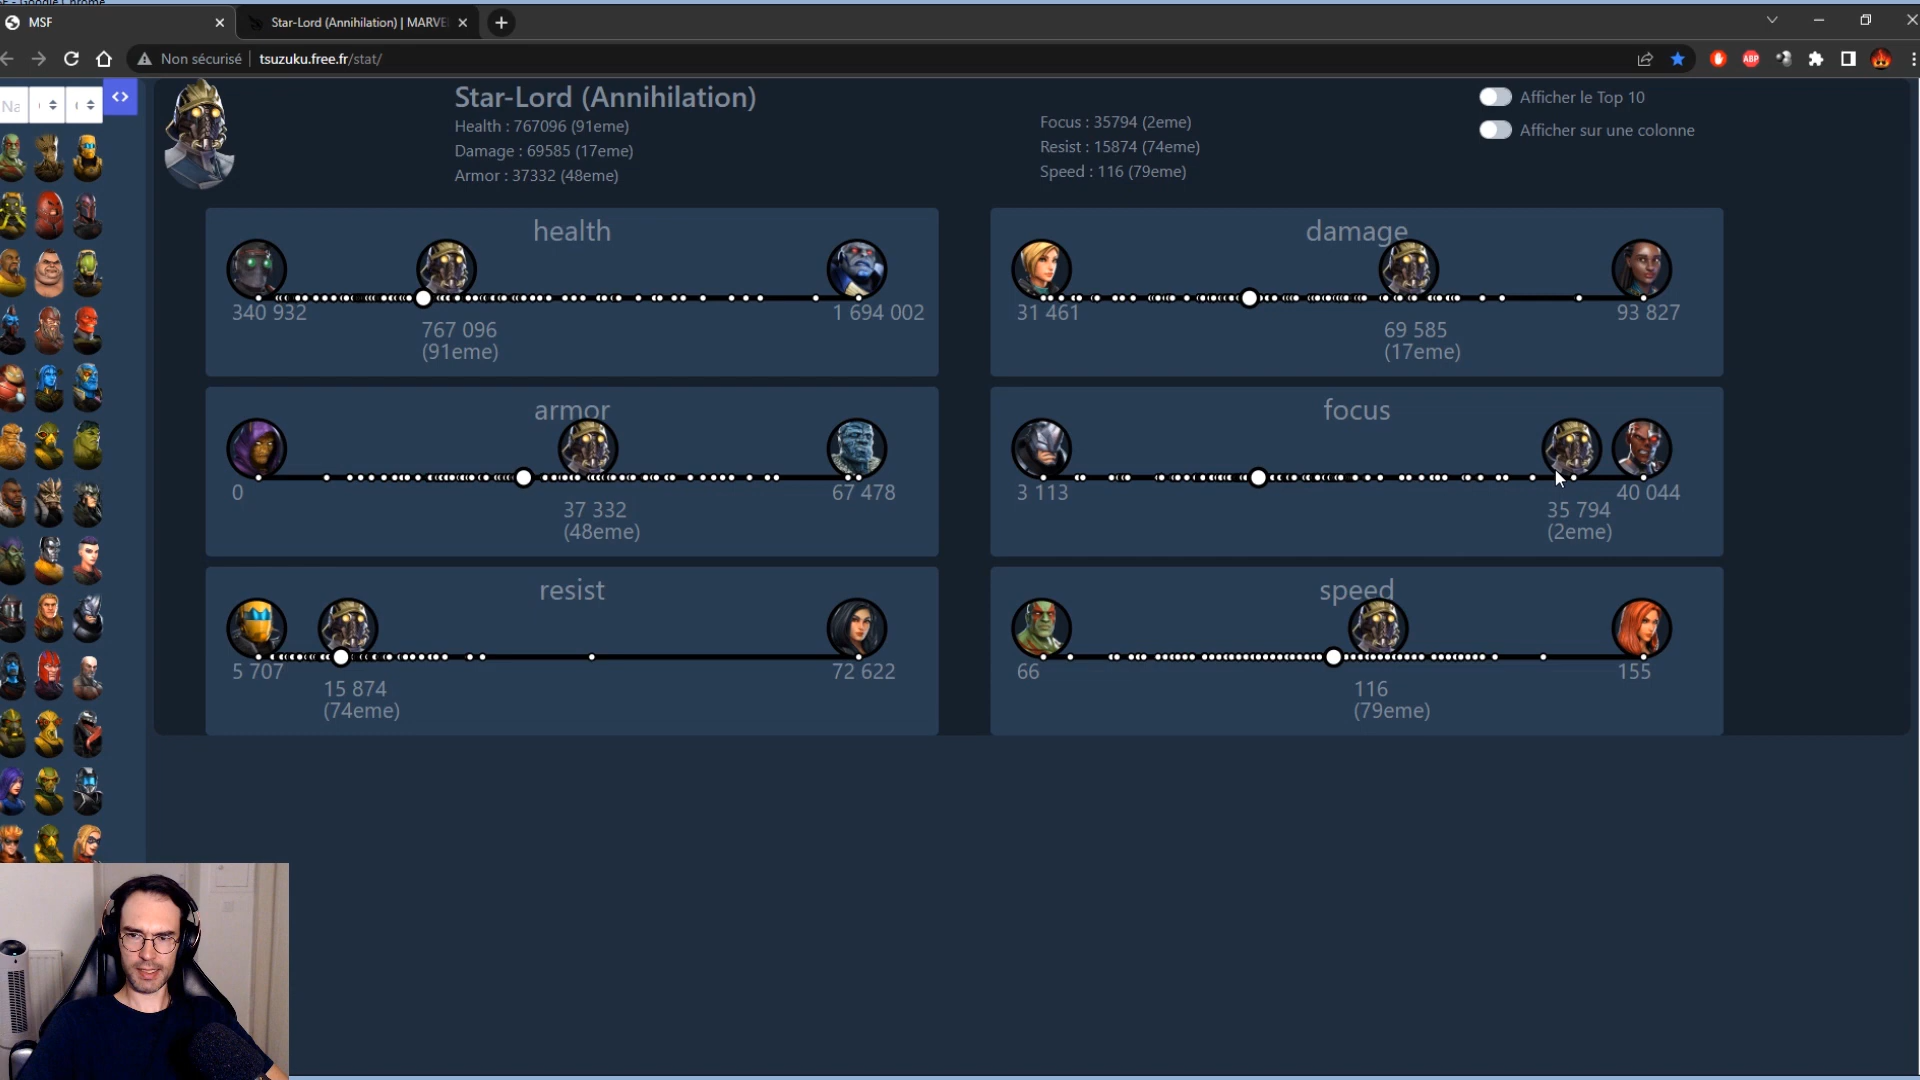 MSF
Star-Lord (Annihilation) | MARVE
Non sécurisé
tsuzuku.free.fr/stat/
Na
ABP
Star-Lord (Annihilation)
Health : 767096 (91eme)
Damage : 69585 (17eme)
Armor : 37332 (48eme)
Focus : 35794 (2eme)
Resist : 15874 (74eme)
Speed : 116 (79eme)
Afficher le Top 10
Afficher sur une colonne
health
340 932
767 096
(91eme)
1 694 002
damage
31 461
69 585
(17eme)
93 827
armor
0
37 332
(48eme)
67 478
focus
3 113
35 794
(2eme)
40 044
resist
5 707
15 874
(74eme)
72 622
speed
66
116
(79eme)
155